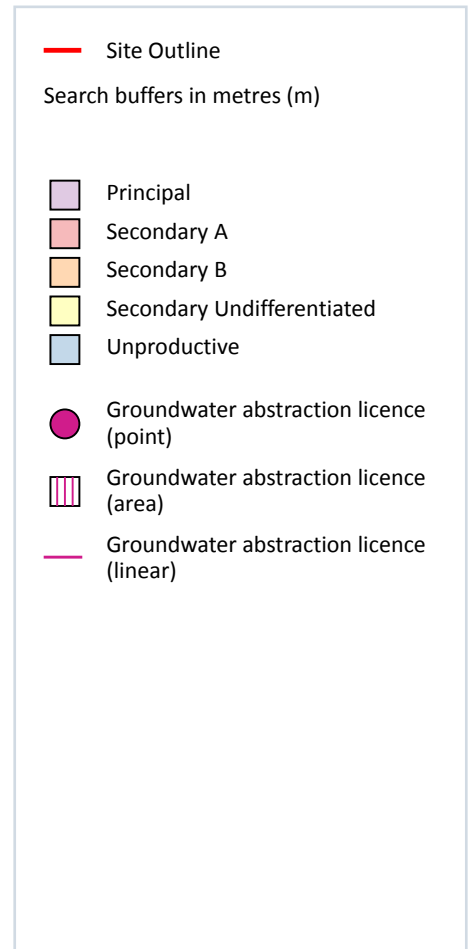 Site Outline
Search buffers in metres (m)
Principal
Secondary A
Secondary B
Secondary Undifferentiated
Unproductive
Groundwater abstraction licence
(point)
Groundwater abstraction licence
(area)
Groundwater abstraction licence
(linear)